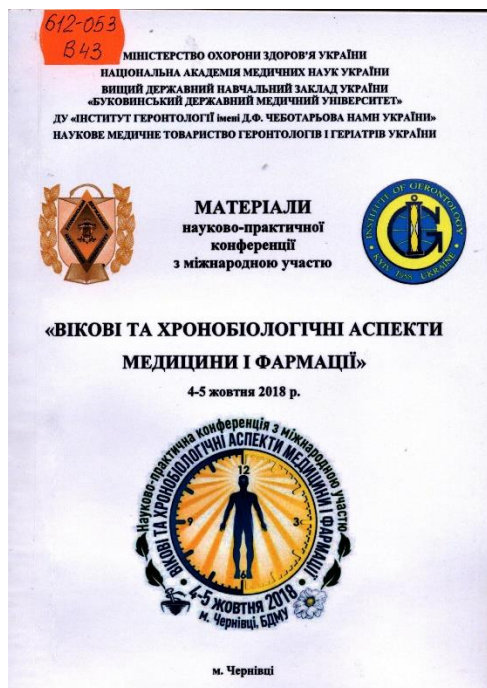 612-053
В43
МІНІСТЕРСТВО ОХОРОНИ ЗДОРОВ'Я УКРАЇНИ
НАЦІОНАЛЬНА АКАДЕМІЯ МЕДИЧНИХ НАУК УКРАЇНИ
ВИЩИЙ ДЕРЖАВНИЙ НАВЧАЛЬНИЙ ЗАКЛАД УКРАЇНИ
«БУКОВИНСЬКИЙ ДЕРЖАВНИЙ МЕДИЧНИЙ УНІВЕРСИТЕТ»
ДУ «ІНСТИТУТ ГЕРОНТОЛОГІЇ імені Д.Ф. ЧЕБОТАРЬОВА НАМН УКРАЇНИ»
НАУКОВЕ МЕДИЧНЕ ТОВАРИСТВО ГЕРОНТОЛОГІВ І ГЕРІАТРІВ УКРАЇНИ
МАТЕРІАЛИ
науково-практичної
конференції
з міжнародною участю
INSTITUTE OF GERONTOLOGY
KYIV 1958 UKRAINE
«ВІКОВІ ТА ХРОНОБІОЛОГІЧНІ АСПЕКТИ
МЕДИЦИНИ І ФАРМАЦІЇ»
4-5 жовтня 2018 р.
Науково-практична конференція з міжнародною участю
ВІКОВІ ТА ХРОНОБІОЛОГІЧНІ АСПЕКТИ МЕДИЦИНИ І ФАРМАЦІЇ
12
9
3
6
4-5 ЖОВТНЯ 2018
м. Чернівці, БДМУ
м. Чернівці